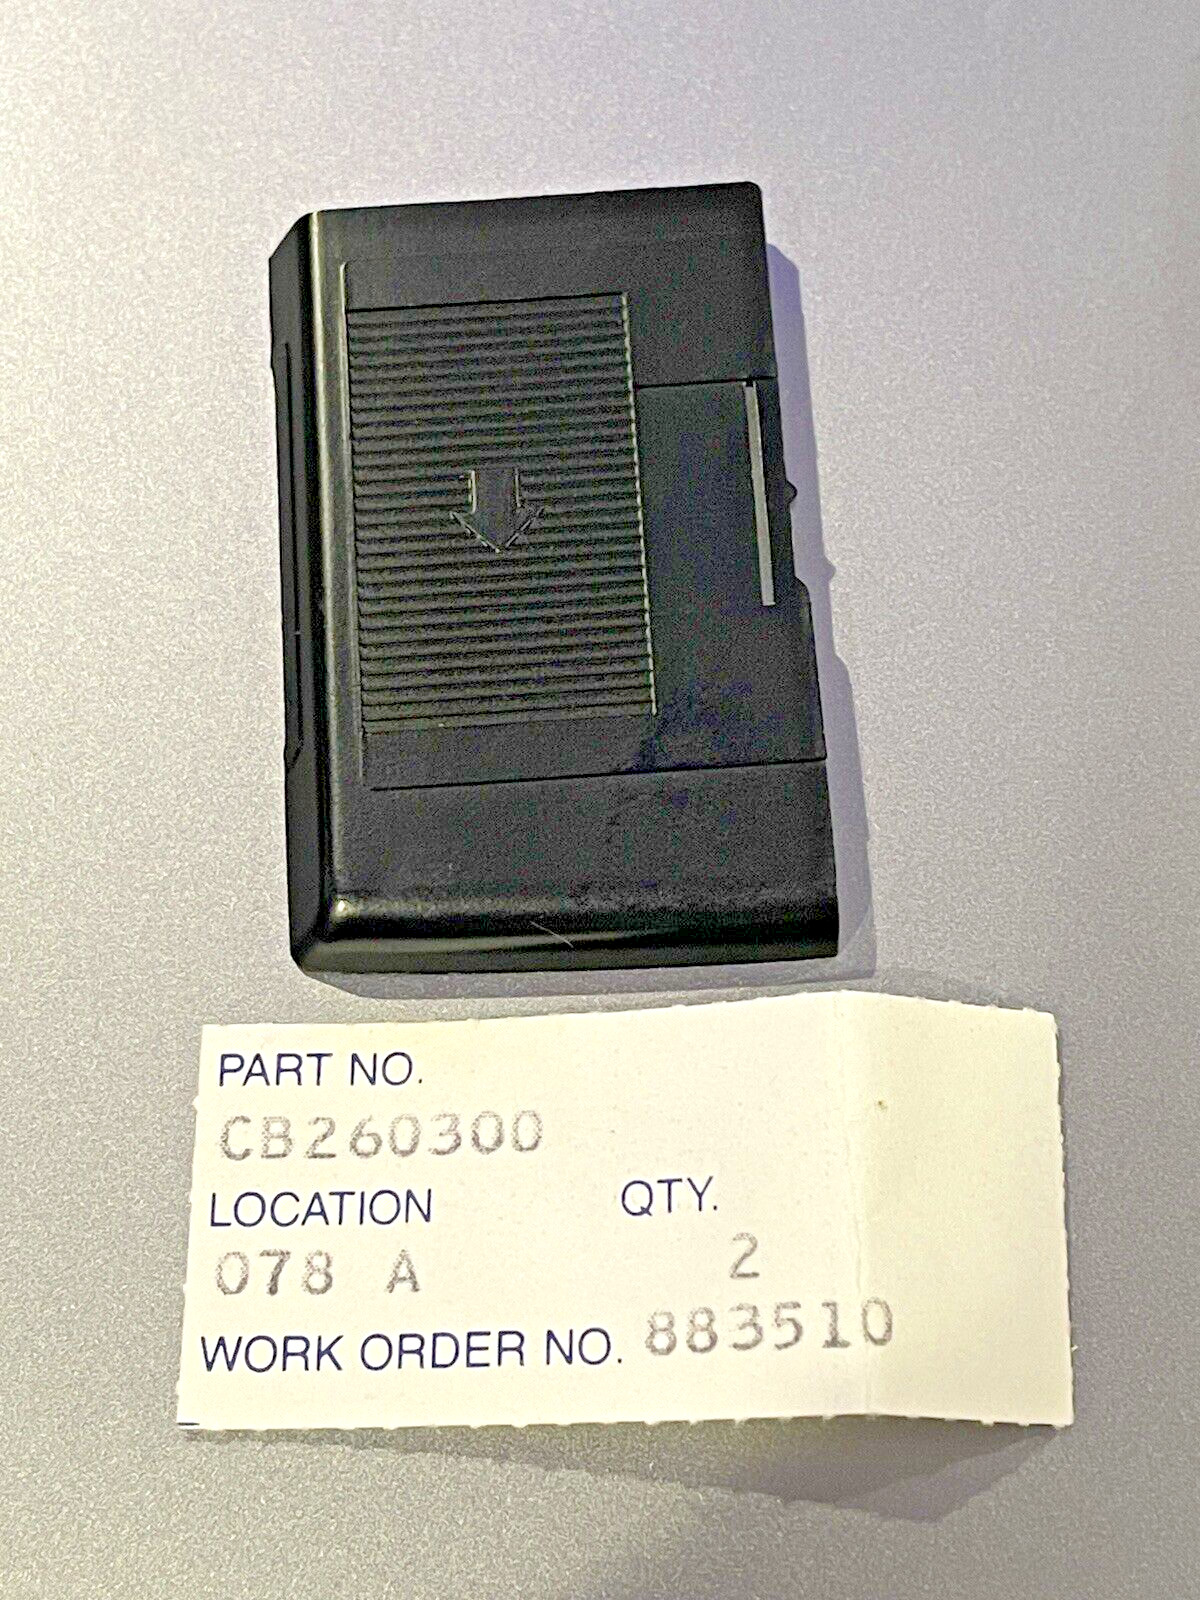 PART NO.
CB260300
LOCATION QTY.
078 A 2
WORK ORDER NO. 883510